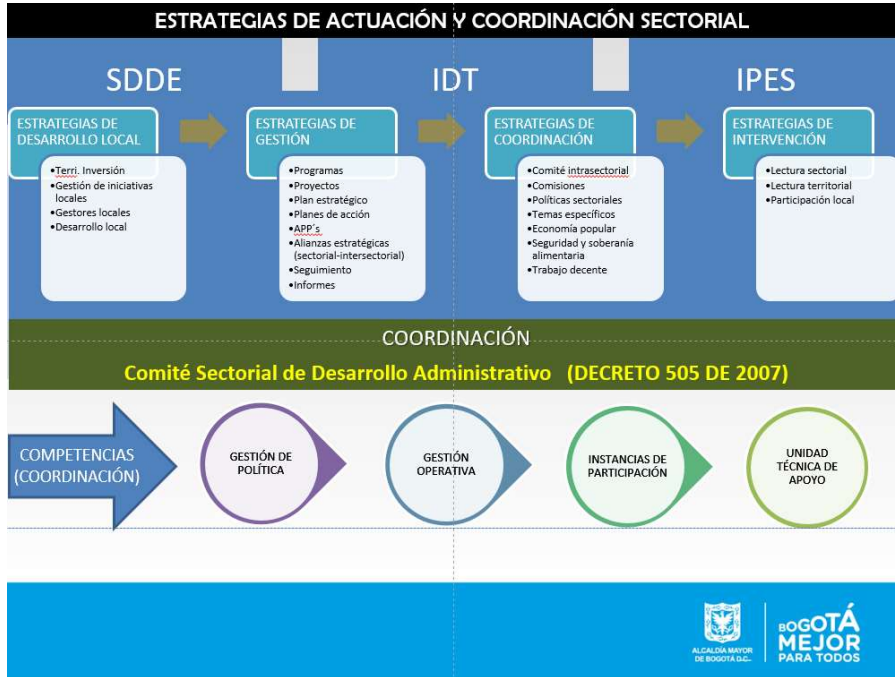 ESTRATEGIAS DE ACTUACIÓN Y COORDINACIÓN SECTORIAL
SDDE
IDT
IPES
ESTRATEGIAS DE
DESARROLLO LOCAL
•Terri. Inversión
•Gestión de iniciativas
locales
•Gestores locales
•Desarrollo local
ESTRATEGIAS DE
GESTIÓN
•Programas
•Proyectos
•Plan estratégico
•Planes de acción
•APP´s
•Alianzas estratégicas
(sectorial-intersectorial)
•Seguimiento
•Informes
ESTRATEGIAS DE
COORDINACIÓN
•Comité intrasectorial
•Comisiones
•Políticas sectoriales
•Temas específicos
•Economía popular
•Seguridad y soberanía
alimentaria
•Trabajo decente
ESTRATEGIAS DE
INTERVENCIÓN
•Lectura sectorial
•Lectura territorial
•Participación local
COORDINACIÓN
Comité Sectorial de Desarrollo Administrativo (DECRETO 505 DE 2007)
COMPETENCIAS
(COORDINACIÓN)
GESTIÓN DE
POLÍTICA
GESTIÓN
OPERATIVA
INSTANCIAS DE
PARTICIPACIÓN
UNIDAD
TÉCNICA DE
APOYO
ALCALDÍA MAYOR
DE BOGOTÁ D.C.
BOGOTÁ
MEJOR
PARA TODOS